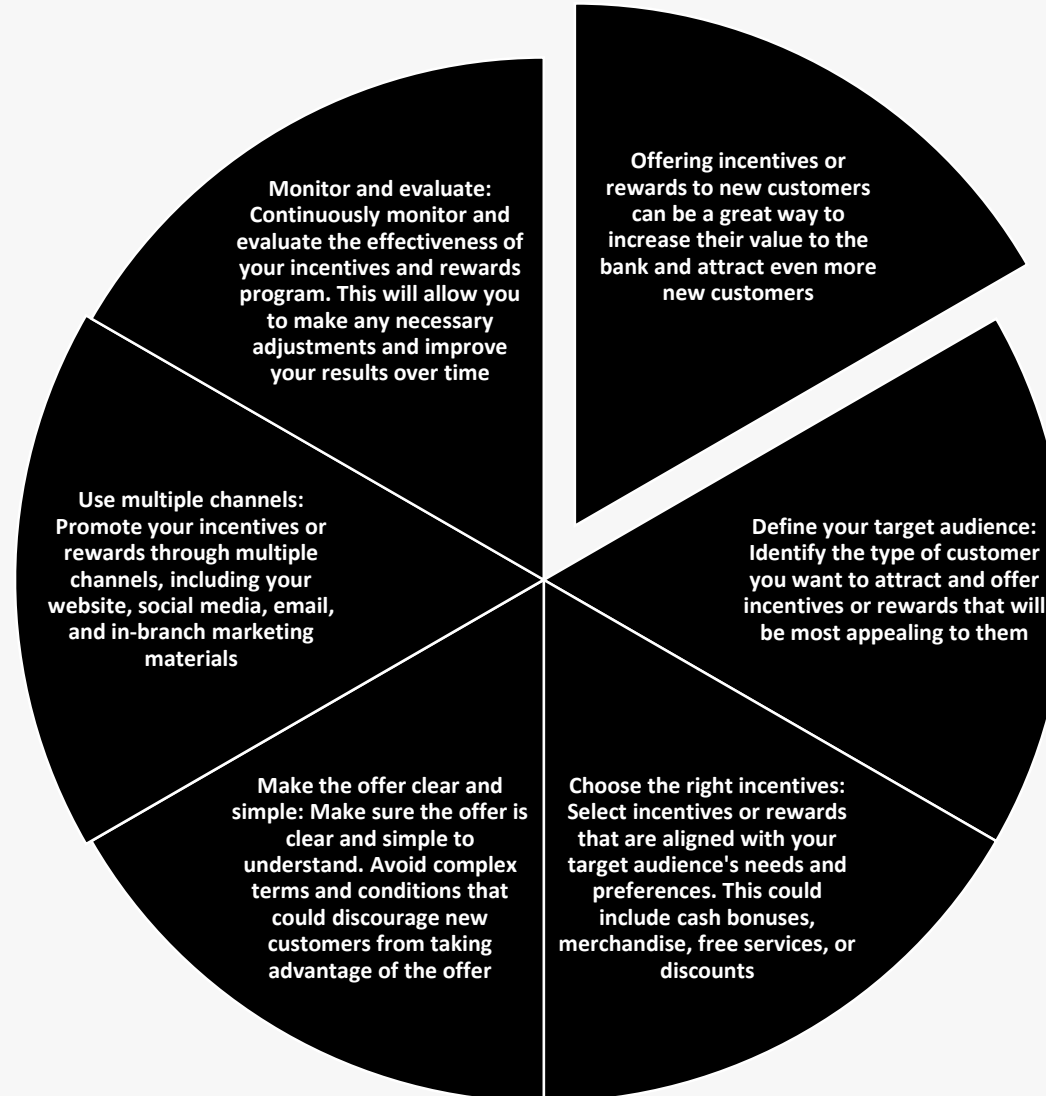 Offering incentives or
rewards to new customers
can be a great way to
increase their value to the
bank and attract even more
new customers
Define your target audience:
Identify the type of customer
you want to attract and offer
incentives or rewards that will
be most appealing to them
Choose the right incentives:
Select incentives or rewards
that are aligned with your
target audience's needs and
preferences. This could
include cash bonuses,
merchandise, free services, or
discounts
Make the offer clear and
simple: Make sure the offer is
clear and simple to
understand. Avoid complex
terms and conditions that
could discourage new
customers from taking
advantage of the offer
Use multiple channels:
Promote your incentives or
rewards through multiple
channels, including your
website, social media, email,
and in-branch marketing
materials
Monitor and evaluate:
Continuously monitor and
evaluate the effectiveness of
your incentives and rewards
program. This will allow you
to make any necessary
adjustments and improve
your results over time